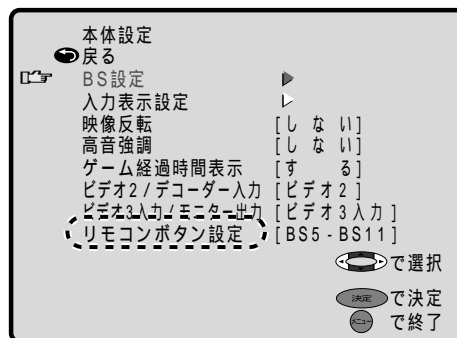 本体設定
戻る
BS設定
入力表示設定
映像反転 [しない]
高音強調 [しない]
ゲーム経過時間表示 [する]
ビデオ2/デコーダー入力 [ビデオ2]
ビデオ3入力/モニター出力 [ビデオ3入力]
リモコンボタン設定 [BS5-BS11]
で選択
決定 で決定
メニュー で終了